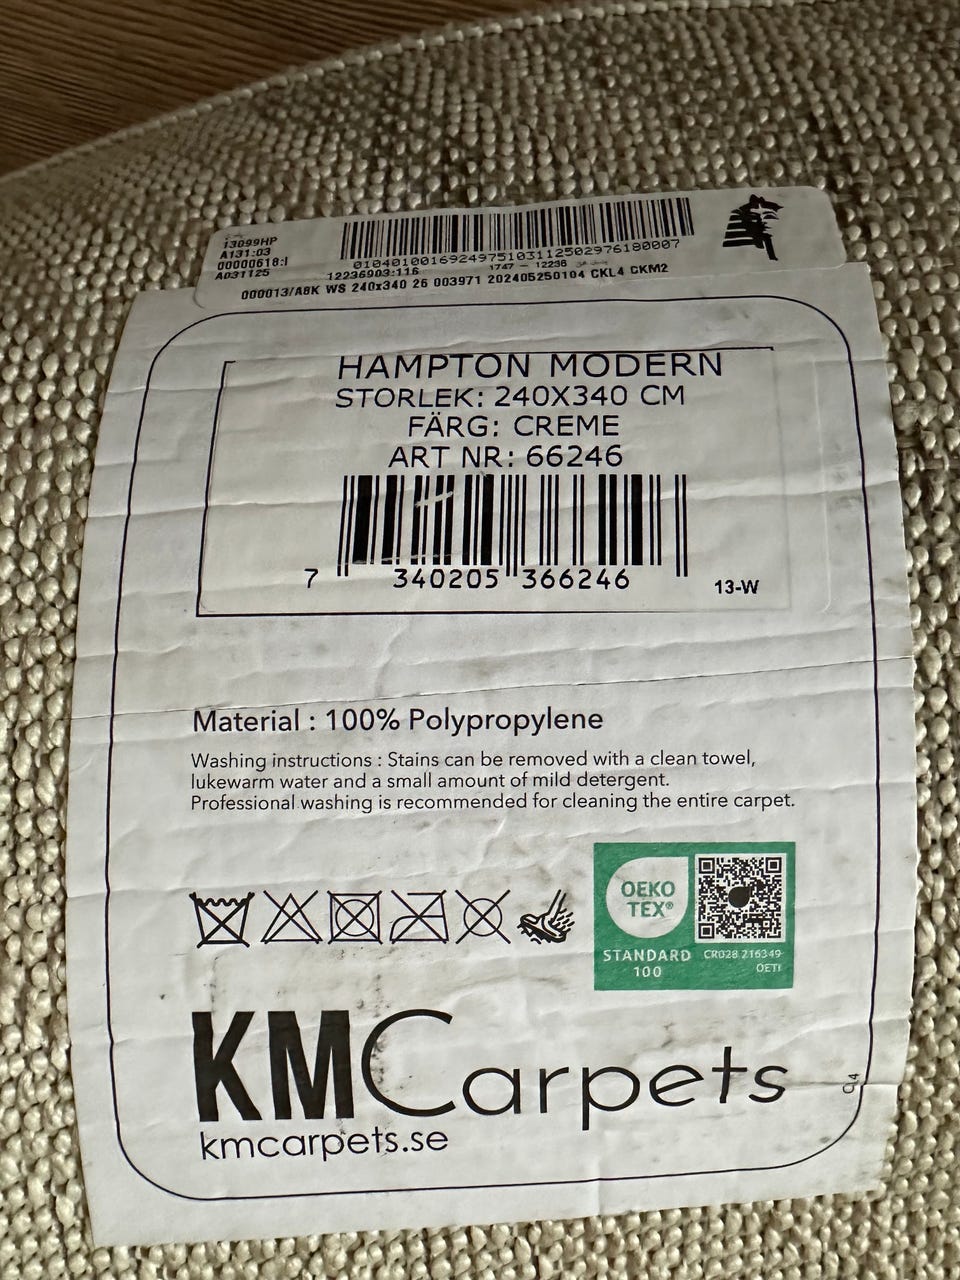 13099HP
A131:03
00000618:I
A031125
0104010016924975103112502976180007
12236903:116
1747 - 12236
000013/A8K WS 240x340 26 003971 202405250104 CKL4 CKM2
HAMPTON MODERN
STORLEK: 240X340 CM
FÄRG: CREME
ART NR: 66246
7 340205 366246
13-W
Material : 100% Polypropylene
Washing instructions : Stains can be removed with a clean towel,
lukewarm water and a small amount of mild detergent.
Professional washing is recommended for cleaning the entire carpet.
OEKO
TEX®
STANDARD
100
CR028 216349
OETI
KMCarpets
kmcarpets.se
CL4